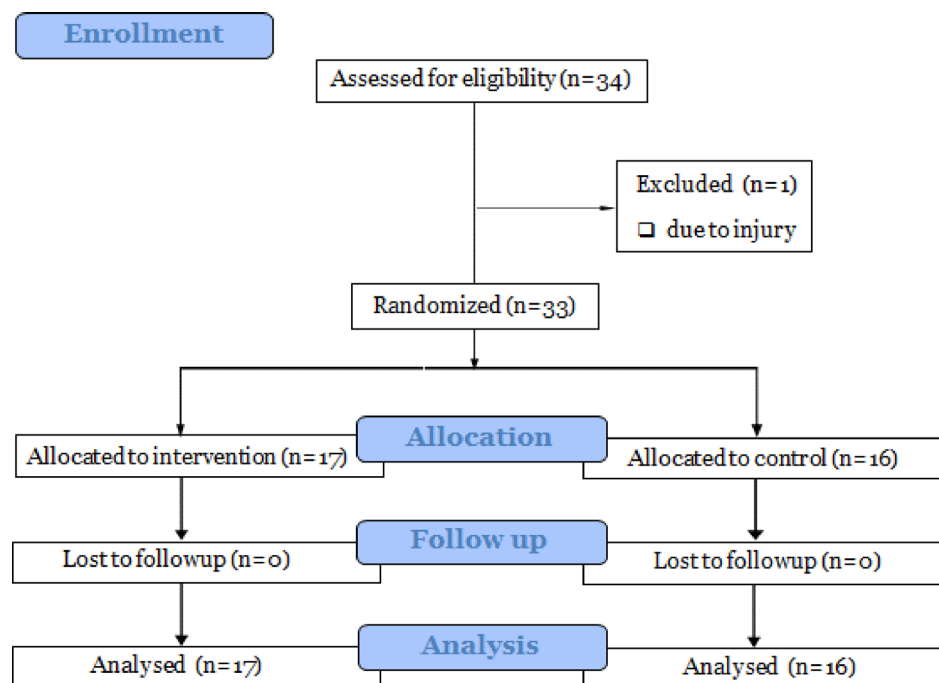 Enrollment
Assessed for eligibility (n=34)
Excluded (n=1)
❑ due to injury
Randomized (n=33)
Allocation
Allocated to intervention (n=17)
Allocated to control (n=16)
Follow up
Lost to followup (n=0)
Lost to followup (n=0)
Analysis
Analysed (n=17)
Analysed (n=16)